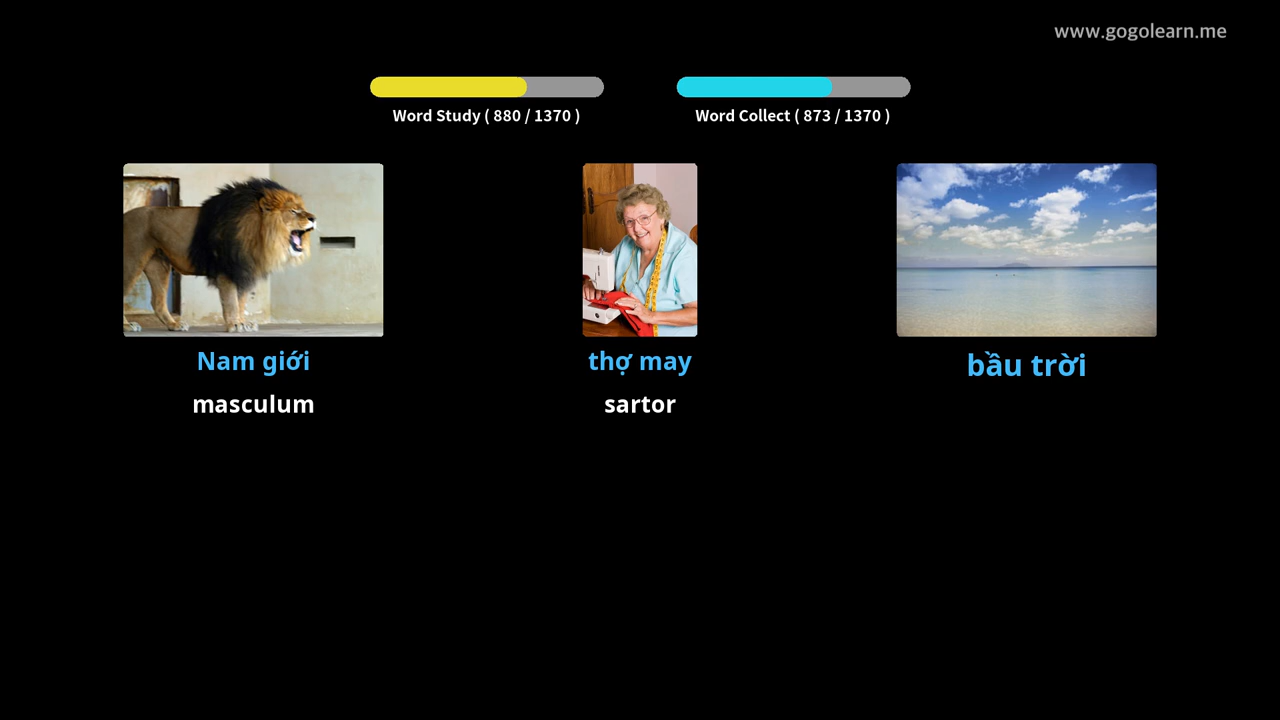 www.gogolearn.me
Word Study ( 880 / 1370 )
Word Collect ( 873 / 1370 )
Nam giới
thợ may
bầu trời
masculum
sartor